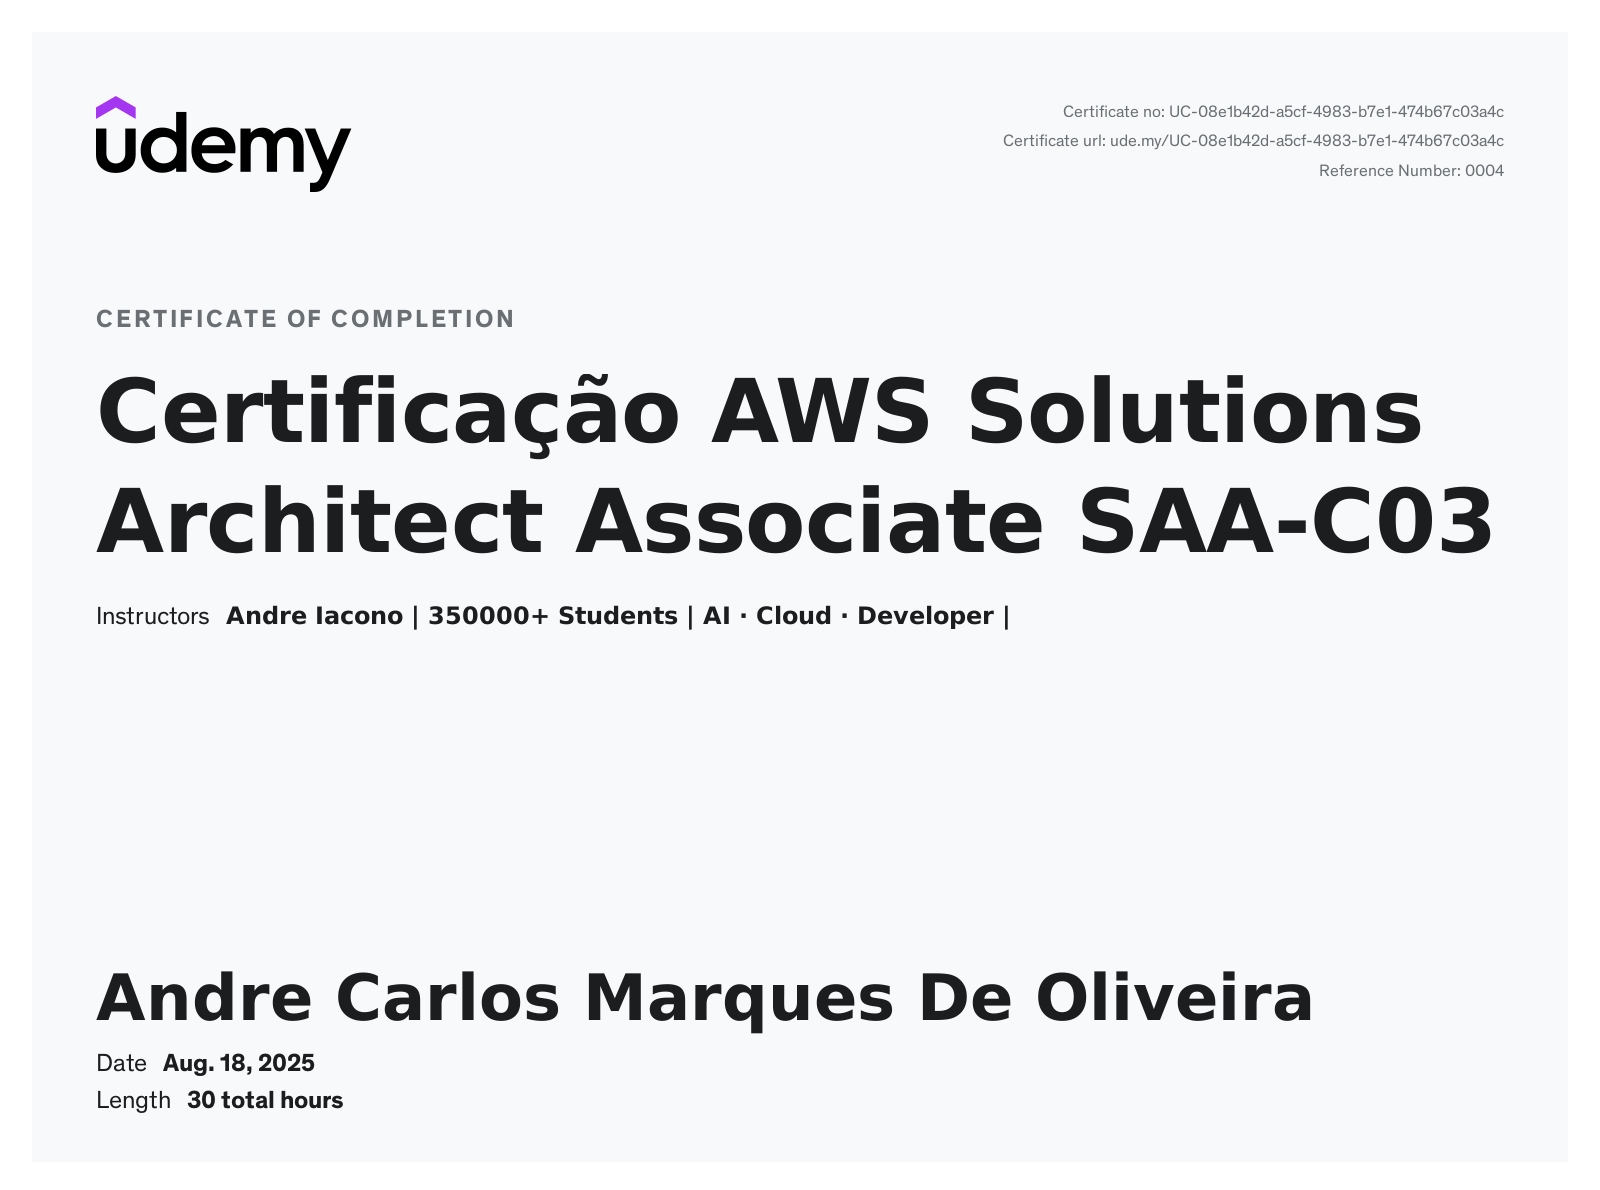 udemy
Certificate no: UC-08e1b42d-a5cf-4983-b7e1-474b67c03a4c
Certificate url: ude.my/UC-08e1b42d-a5cf-4983-b7e1-474b67c03a4c
Reference Number: 0004
CERTIFICATE OF COMPLETION
Certificação AWS Solutions
Architect Associate SAA-C03
Instructors Andre Iacono | 350000+ Students | AI · Cloud · Developer |
Andre Carlos Marques De Oliveira
Date Aug. 18, 2025
Length 30 total hours